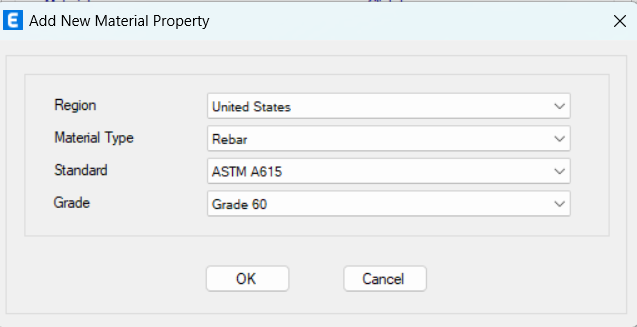 E Add New Material Property
Region United States
Material Type Rebar
Standard ASTM A615
Grade Grade 60
OK Cancel